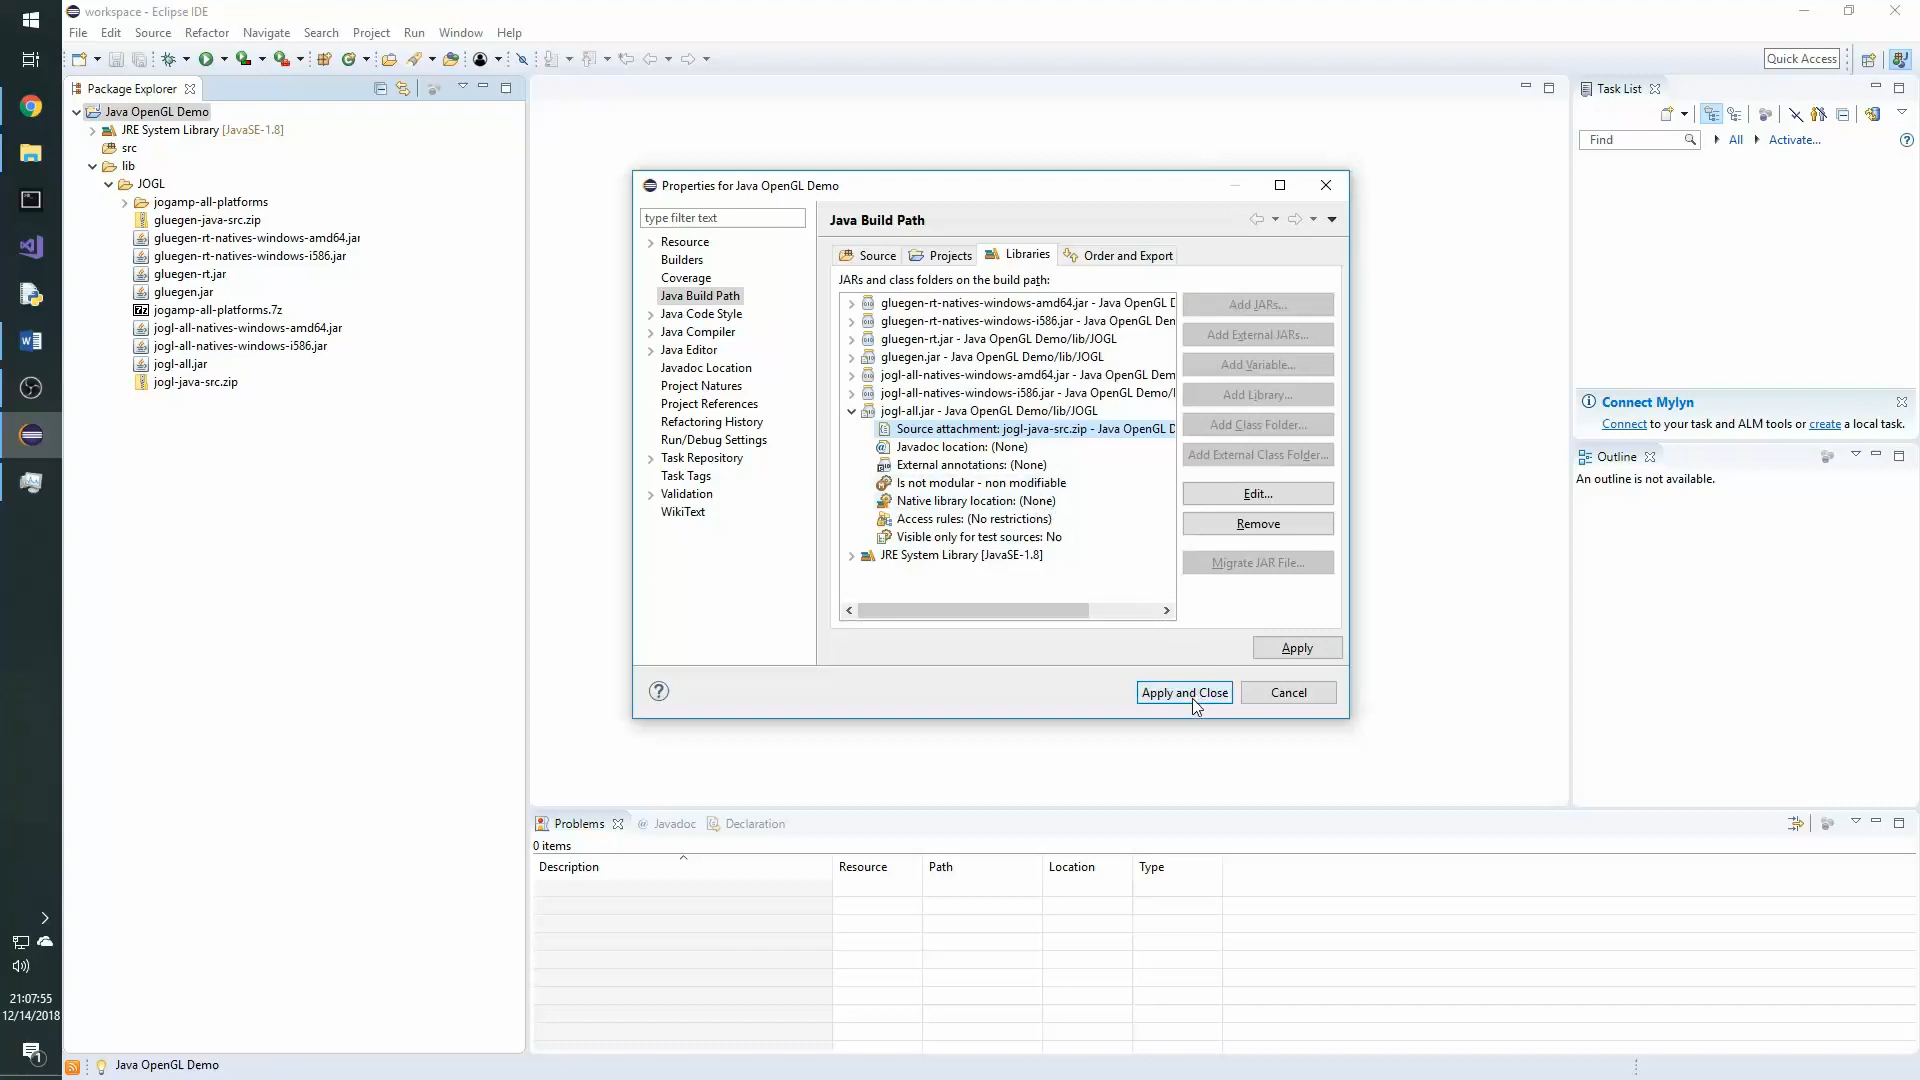 workspace - Eclipse IDE
File Edit Source Refactor Navigate Search Project Run Window Help
Quick Access
Package Explorer
Java OpenGL Demo
JRE System Library [JavaSE-1.8]
src
lib
JOGL
jogamp-all-platforms
gluegen-java-src.zip
gluegen-rt-natives-windows-amd64.jar
gluegen-rt-natives-windows-i586.jar
gluegen-rt.jar
gluegen.jar
jogamp-all-platforms.7z
jogl-all-natives-windows-amd64.jar
jogl-all-natives-windows-i586.jar
jogl-all.jar
jogl-java-src.zip
Properties for Java OpenGL Demo
type filter text
Resource
Builders
Coverage
Java Build Path
Java Code Style
Java Compiler
Java Editor
Javadoc Location
Project Natures
Project References
Refactoring History
Run/Debug Settings
Task Repository
Task Tags
Validation
WikiText
Java Build Path
Source Projects Libraries Order and Export
JARs and class folders on the build path:
gluegen-rt-natives-windows-amd64.jar - Java OpenGL D
gluegen-rt-natives-windows-i586.jar - Java OpenGL Den
gluegen-rt.jar - Java OpenGL Demo/lib/JOGL
gluegen.jar - Java OpenGL Demo/lib/JOGL
jogl-all-natives-windows-amd64.jar - Java OpenGL Dem
jogl-all-natives-windows-i586.jar - Java OpenGL Demo/l
jogl-all.jar - Java OpenGL Demo/lib/JOGL
Source attachment: jogl-java-src.zip - Java OpenGL D
Javadoc location: (None)
External annotations: (None)
Is not modular - non modifiable
Native library location: (None)
Access rules: (No restrictions)
Visible only for test sources: No
JRE System Library [JavaSE-1.8]
Add JARs...
Add External JARs...
Add Variable...
Add Library...
Add Class Folder...
Add External Class Folder...
Edit...
Remove
Migrate JAR File...
Apply
Apply and Close Cancel
Task List
Find All Activate...
Connect Mylyn
Connect to your task and ALM tools or create a local task.
Outline
An outline is not available.
Problems Javadoc Declaration
0 items
Description Resource Path Location Type
21:07:55
12/14/2018
1
Java OpenGL Demo